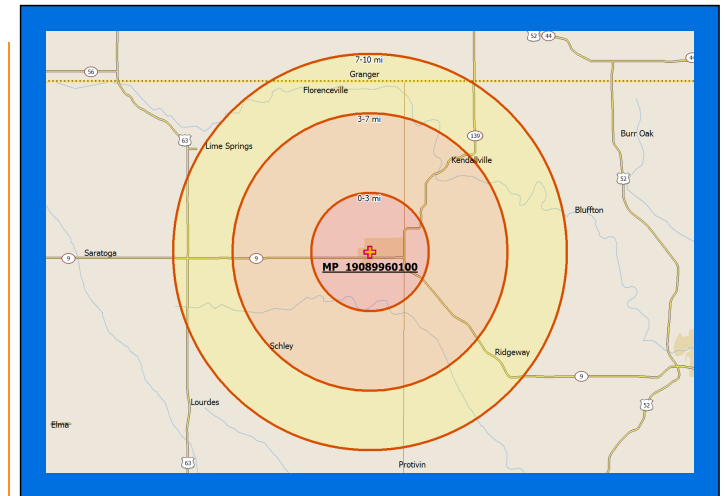 52
44
7-10 mi
4
56
Granger
Florenceville
3-7 mi
63
139
Burr Oak
Lime Springs
Kendallville
52
0-3 mi
Bluffton
Saratoga
9
9
MP_19089960100
Schley
Ridgeway
9
Lourdes
52
Elma
63
Protivin